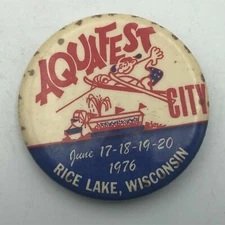 AQUAFEST
CITY
June 17-18-19-20
1976
RICE LAKE, WISCONSIN